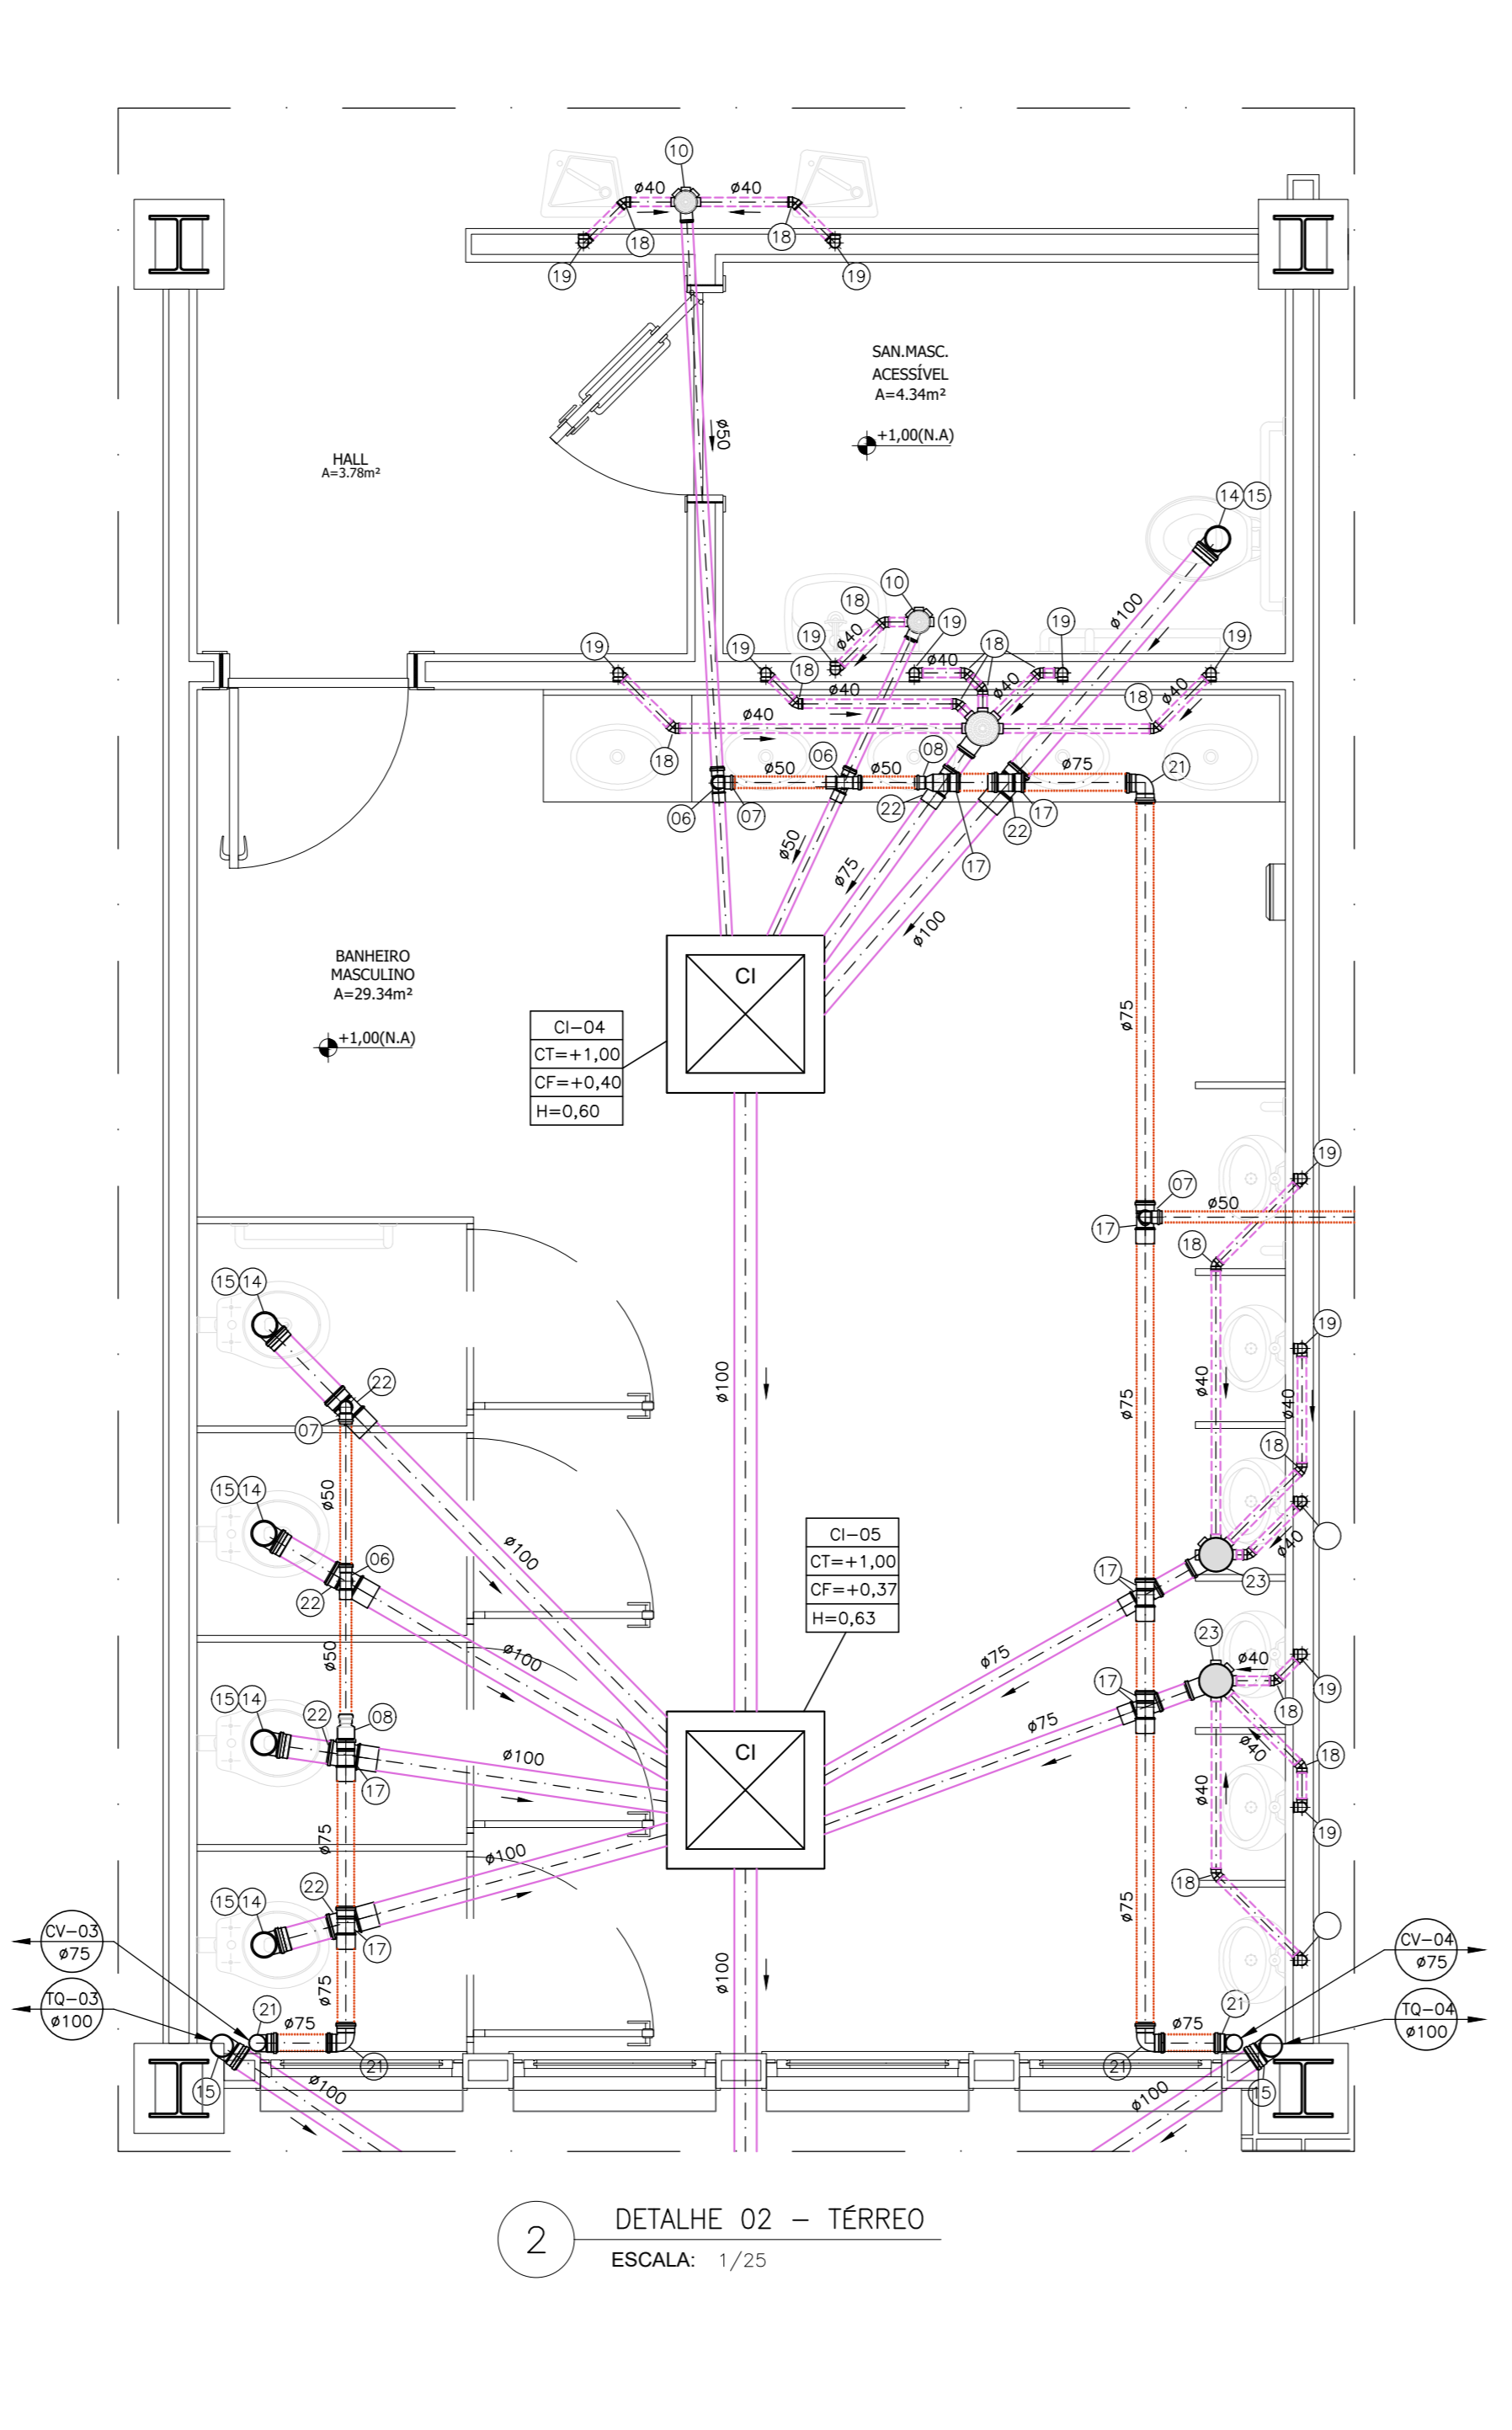 10
ø40
ø40
18
18
19
19
SAN.MASC.
ACESSÍVEL
A=4.34m²
+1,00(N.A)
ø50
HALL
A=3.78m²
14
15
ø100
10
18
19
19
19
19
19
19
18
ø40
ø40
ø40
ø40
18
ø40
ø40
18
18
06
08
ø50
ø50
ø75
21
06
07
22
17
22
17
ø50
ø75
ø100
BANHEIRO
MASCULINO
A=29.34m²
+1,00(N.A)
CI
CI-04
CT=+1,00
CF=+0,40
H=0,60
ø75
19
07
ø50
17
18
15
14
19
ø100
22
ø75
ø40
ø40
07
18
15
14
ø50
ø100
CI-05
CT=+1,00
CF=+0,37
H=0,63
06
22
17
ø40
23
ø50
ø100
ø75
23
ø40
19
15
14
22
08
17
18
ø75
ø40
CI
ø100
17
18
ø40
ø75
ø100
19
15
14
22
18
17
ø75
ø100
CV-03
ø75
CV-04
ø75
TQ-03
ø100
TQ-04
ø100
ø75
21
ø75
ø75
21
21
21
15
ø100
ø100
15
2
DETALHE 02 - TÉRREO
ESCALA: 1/25